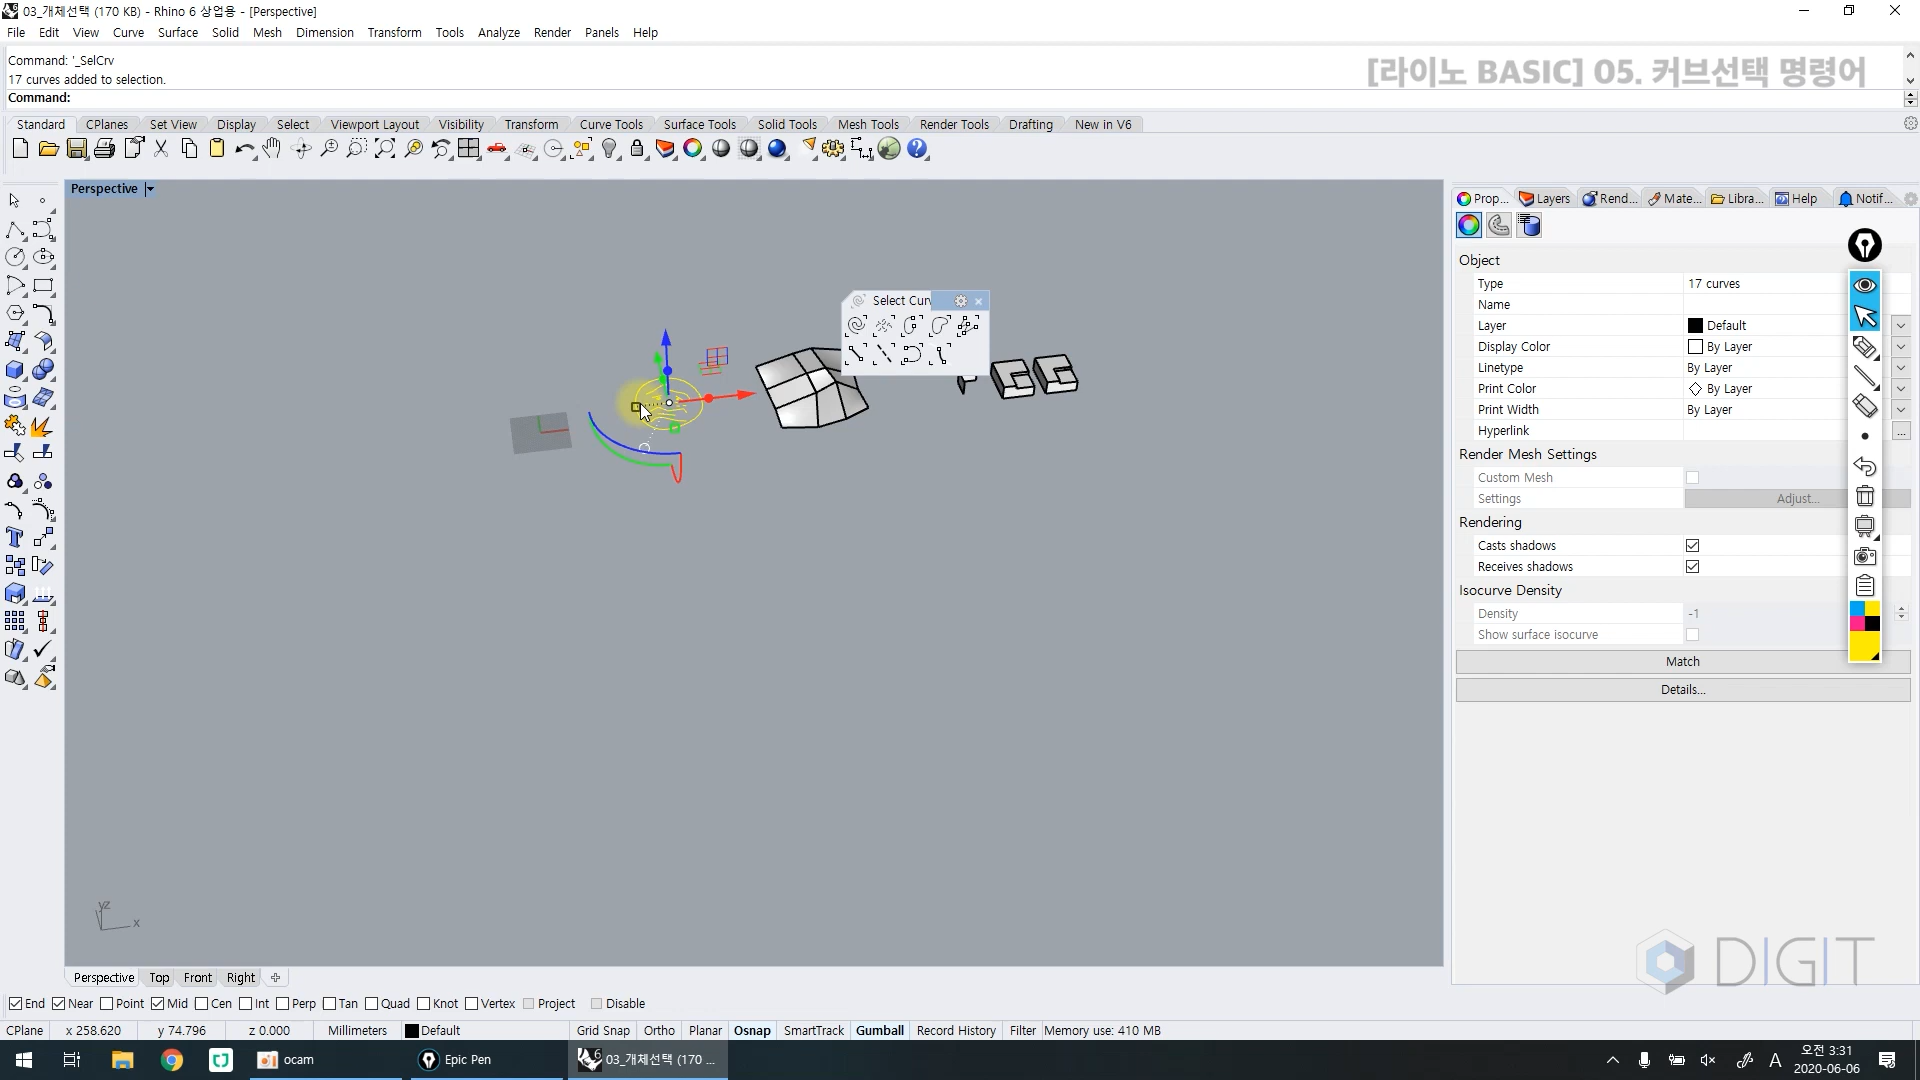 03_개체선택 (170 KB) - Rhino 6 상업용 - [Perspective]
File Edit View Curve Surface Solid Mesh Dimension Transform Tools Analyze Render Panels Help
Command: '_SelCrv
17 curves added to selection.
Command:
[라이노 BASIC] 05. 커브선택 명령어
Standard CPlanes Set View Display Select Viewport Layout Visibility Transform Curve Tools Surface Tools Solid Tools Mesh Tools Render Tools Drafting New in V6
Perspective
Select Cur
Prop... Layers Rend... Mate... Libra... Help Notif...
Object
Type 17 curves
Name
Layer Default
Display Color By Layer
Linetype By Layer
Print Color By Layer
Print Width By Layer
Hyperlink ...
Render Mesh Settings
Custom Mesh
Settings Adjust...
Rendering
Casts shadows
Receives shadows
Isocurve Density
Density -1
Show surface isocurve
Match
Details...
yz
x
DIGIT
Perspective Top Front Right
End Near Point Mid Cen Int Perp Tan Quad Knot Vertex Project Disable
CPlane x 258.620 y 74.796 z 0.000 Millimeters Default Grid Snap Ortho Planar Osnap SmartTrack Gumball Record History Filter Memory use: 410 MB
ocam Epic Pen 03_개체선택 (170 ... A 오전 3:31
2020-06-06